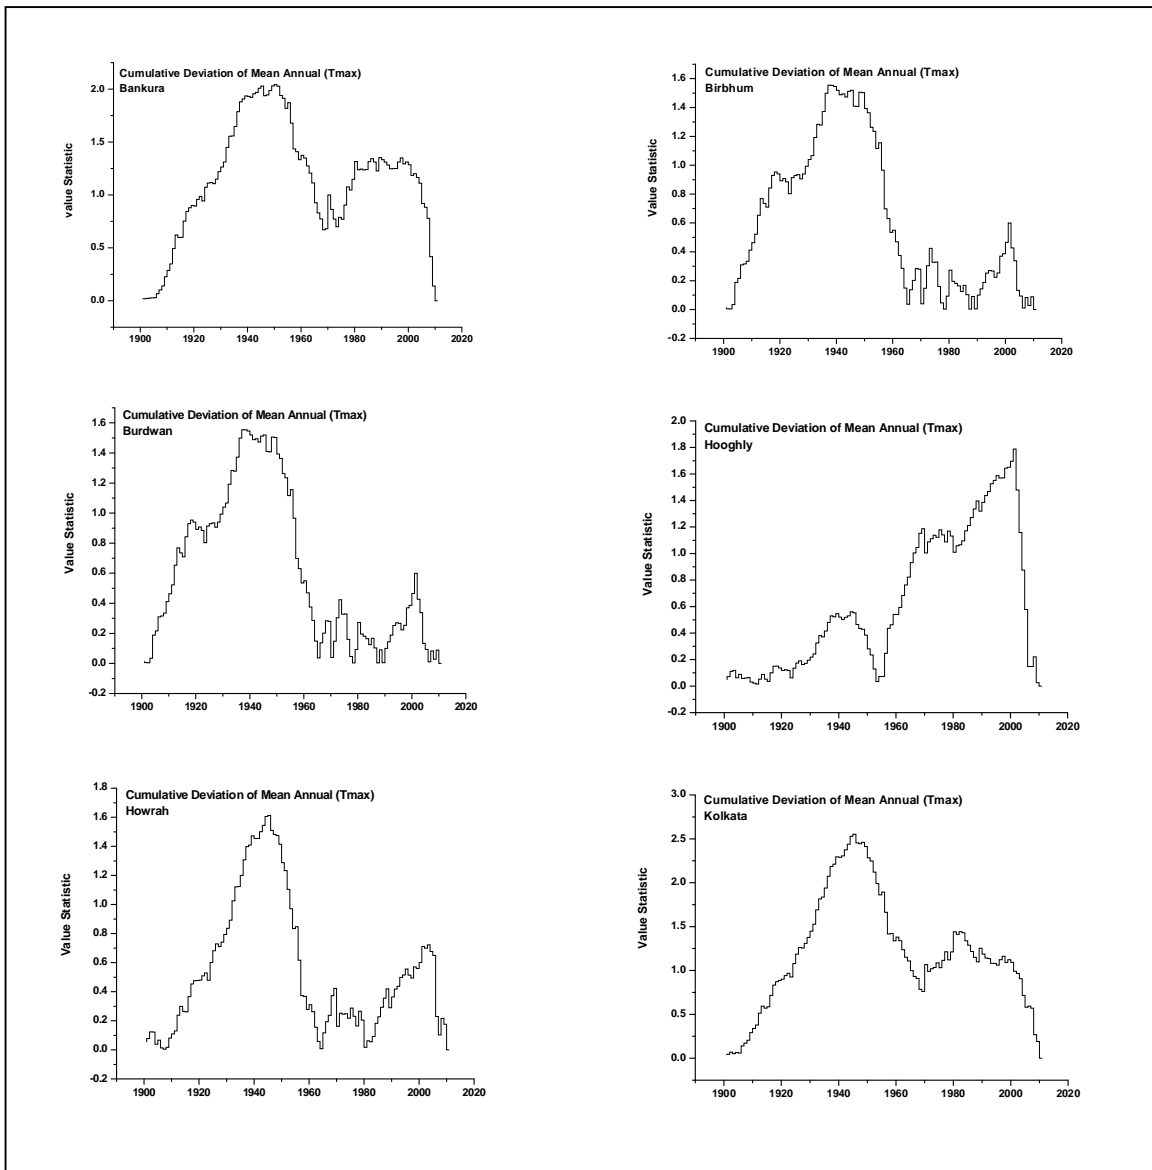 Cumulative Deviation of Mean Annual (Tmax)
Bankura
value Statistic
2.0
1.5
1.0
0.5
0.0
1900 1920 1940 1960 1980 2000 2020
Cumulative Deviation of Mean Annual (Tmax)
Birbhum
Value Statistic
1.6
1.4
1.2
1.0
0.8
0.6
0.4
0.2
0.0
-0.2
1900 1920 1940 1960 1980 2000 2020
Cumulative Deviation of Mean Annual (Tmax)
Burdwan
Value Statistic
1.6
1.4
1.2
1.0
0.8
0.6
0.4
0.2
0.0
-0.2
1900 1920 1940 1960 1980 2000 2020
Cumulative Deviation of Mean Annual (Tmax)
Hooghly
Value Statistic
2.0
1.8
1.6
1.4
1.2
1.0
0.8
0.6
0.4
0.2
0.0
-0.2
1900 1920 1940 1960 1980 2000 2020
Cumulative Deviation of Mean Annual (Tmax)
Howrah
Value Statistic
1.8
1.6
1.4
1.2
1.0
0.8
0.6
0.4
0.2
0.0
-0.2
1900 1920 1940 1960 1980 2000 2020
Cumulative Deviation of Mean Annual (Tmax)
Kolkata
Value Statistic
3.0
2.5
2.0
1.5
1.0
0.5
0.0
1900 1920 1940 1960 1980 2000 2020